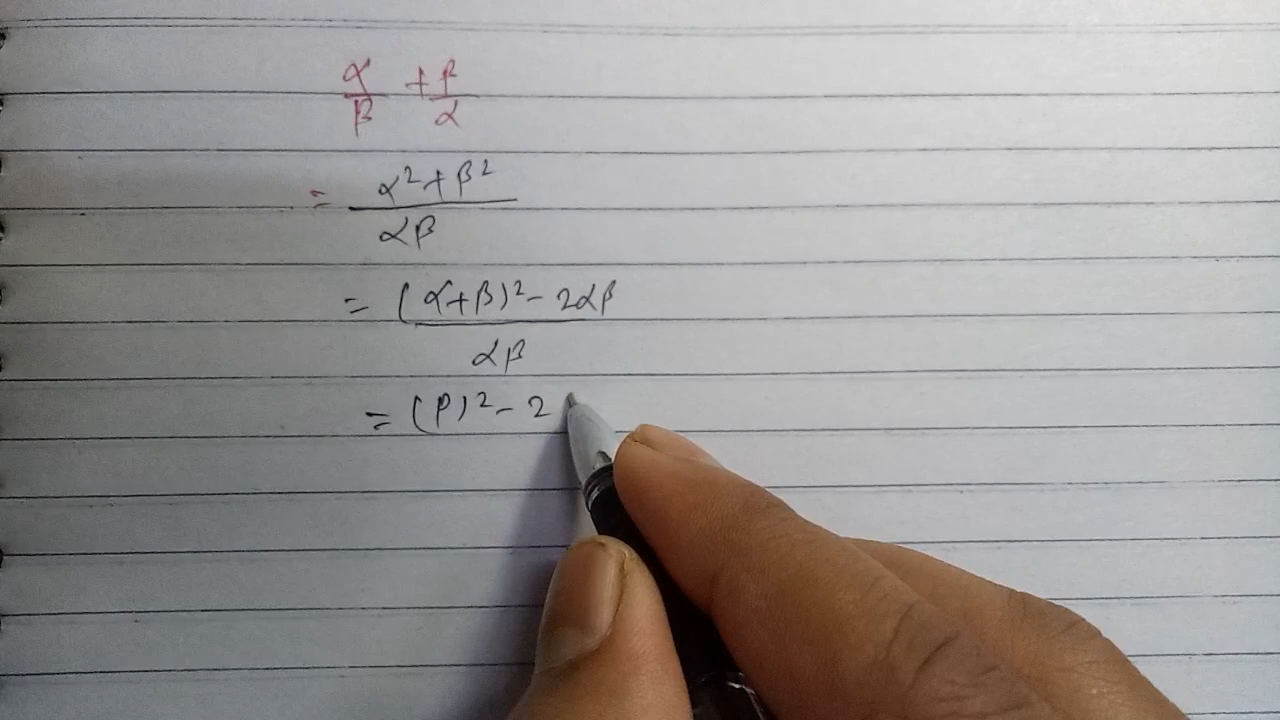 α/β + β/α
= α² + β² / αβ
= (α+β)² - 2αβ / αβ
= (P)² - 2